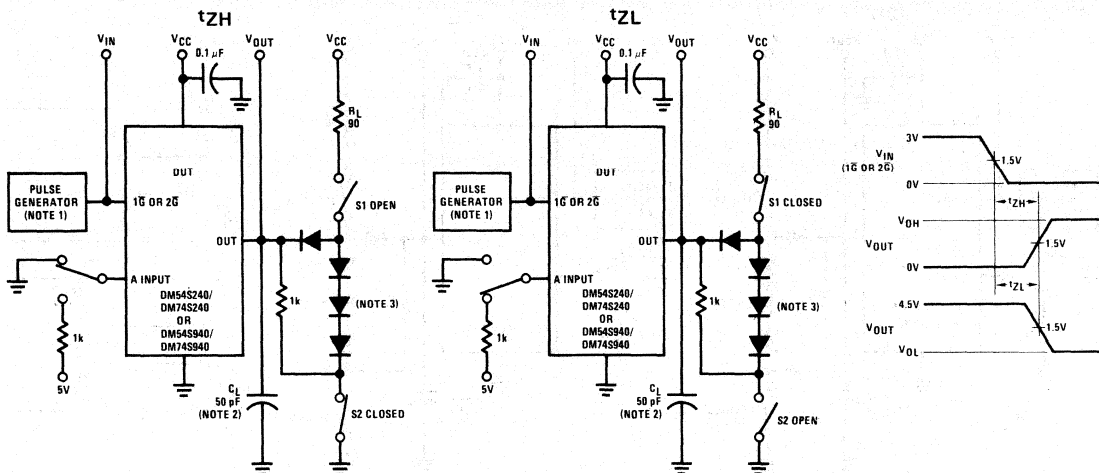 tZH
VIN
VCC
0.1 μF
VOUT
VCC
RL
90
DUT
PULSE
GENERATOR
(NOTE 1)
1G̅ OR 2G̅
S1 OPEN
OUT
A INPUT
1k
5V
DM54S240/
DM74S240
OR
DM54S940/
DM74S940
1k
(NOTE 3)
CL
50 pF
(NOTE 2)
S2 CLOSED
tZL
VIN
VCC
0.1 μF
VOUT
VCC
RL
90
DUT
PULSE
GENERATOR
(NOTE 1)
1G̅ OR 2G̅
S1 CLOSED
OUT
A INPUT
1k
5V
DM54S240/
DM74S240
OR
DM54S940/
DM74S940
1k
(NOTE 3)
CL
50 pF
(NOTE 2)
S2 OPEN
3V
VIN
(1G̅ OR 2G̅)
1.5V
0V
tZH
VOH
VOUT
1.5V
0V
tZL
4.5V
VOUT
1.5V
VOL